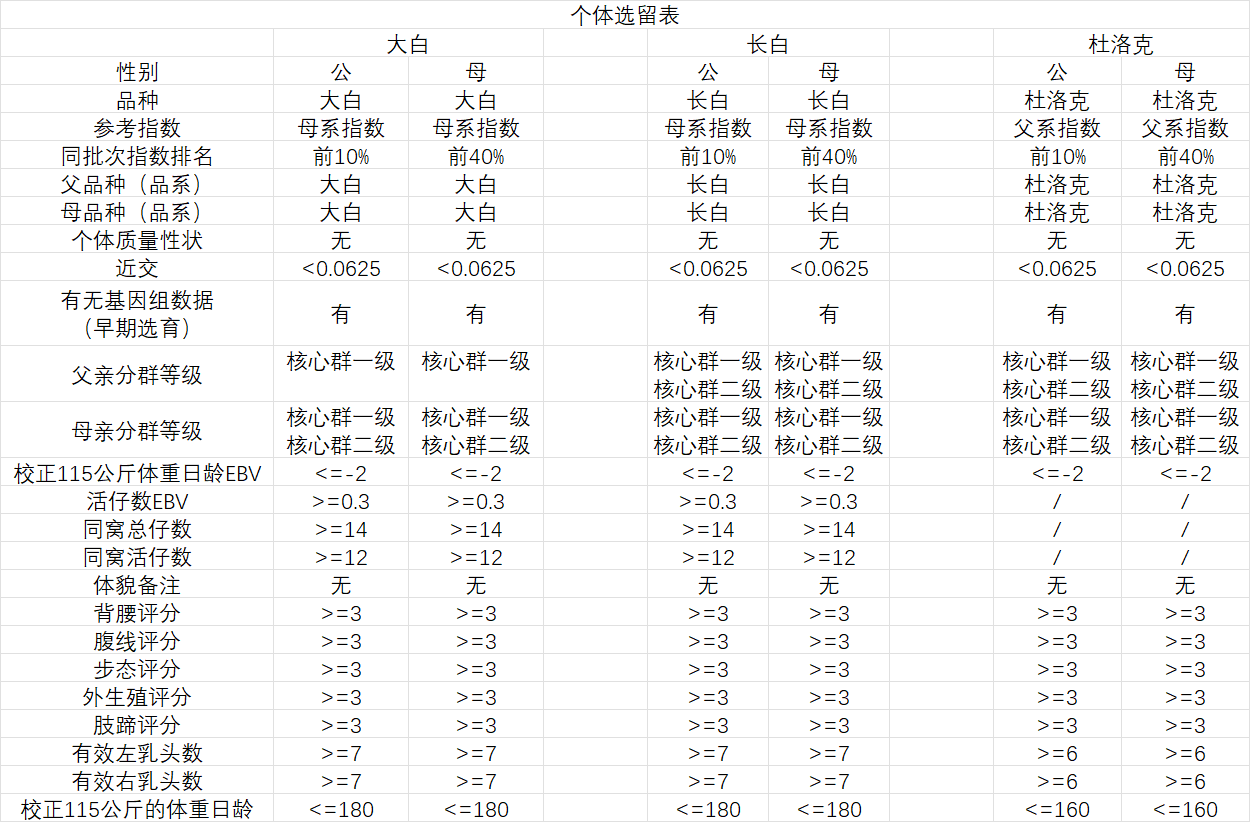 个体选留表
大白 长白 杜洛克
性别 公 母 公 母 公 母
品种 大白 大白 长白 长白 杜洛克 杜洛克
参考指数 母系指数 母系指数 母系指数 母系指数 父系指数 父系指数
同批次指数排名 前10% 前40% 前10% 前40% 前10% 前40%
父品种（品系） 大白 大白 长白 长白 杜洛克 杜洛克
母品种（品系） 大白 大白 长白 长白 杜洛克 杜洛克
个体质量性状 无 无 无 无 无 无
近交 <0.0625 <0.0625 <0.0625 <0.0625 <0.0625 <0.0625
有无基因组数据
（早期选育） 有 有 有 有 有 有
父亲分群等级 核心群一级 核心群一级 核心群一级 核心群一级 核心群一级 核心群一级
核心群二级 核心群二级 核心群二级 核心群二级
母亲分群等级 核心群一级 核心群一级 核心群一级 核心群一级 核心群一级 核心群一级
核心群二级 核心群二级 核心群二级 核心群二级 核心群二级 核心群二级
校正115公斤体重日龄EBV <=-2 <=-2 <=-2 <=-2 <=-2 <=-2
活仔数EBV >=0.3 >=0.3 >=0.3 >=0.3 / /
同窝总仔数 >=14 >=14 >=14 >=14 / /
同窝活仔数 >=12 >=12 >=12 >=12 / /
体貌备注 无 无 无 无 无 无
背腰评分 >=3 >=3 >=3 >=3 >=3 >=3
腹线评分 >=3 >=3 >=3 >=3 >=3 >=3
步态评分 >=3 >=3 >=3 >=3 >=3 >=3
外生殖评分 >=3 >=3 >=3 >=3 >=3 >=3
肢蹄评分 >=3 >=3 >=3 >=3 >=3 >=3
有效左乳头数 >=7 >=7 >=7 >=7 >=6 >=6
有效右乳头数 >=7 >=7 >=7 >=7 >=6 >=6
校正115公斤的体重日龄 <=180 <=180 <=180 <=180 <=160 <=160